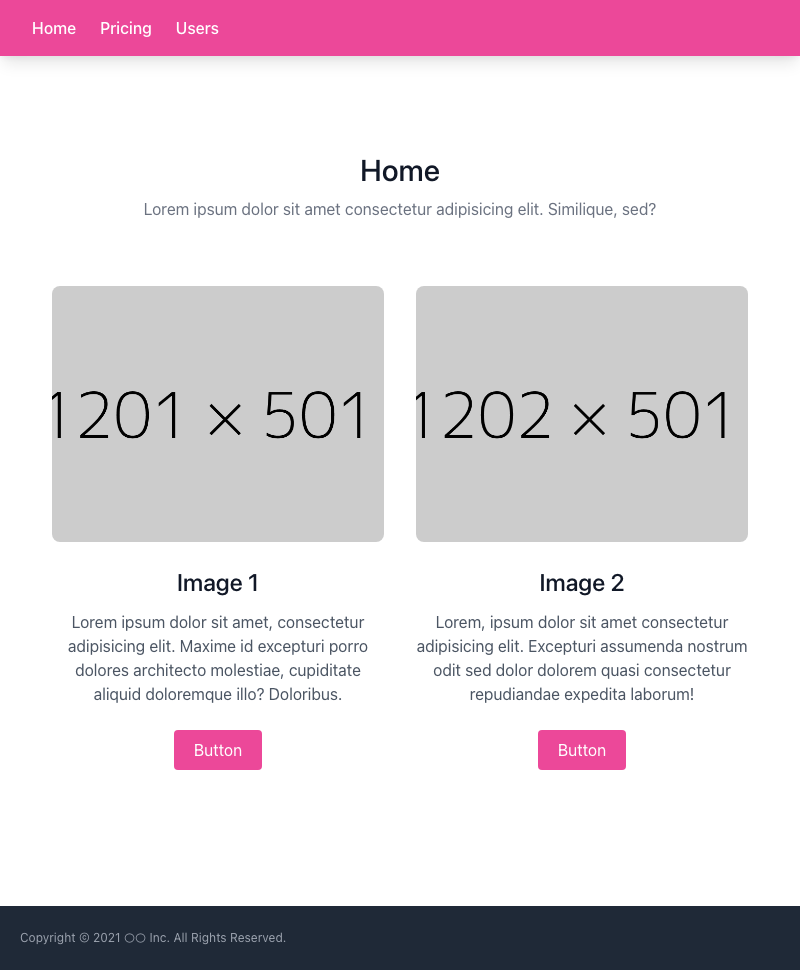 Home Pricing Users
Home
Lorem ipsum dolor sit amet consectetur adipisicing elit. Similique, sed?
1201 × 501
1202 × 501
Image 1
Lorem ipsum dolor sit amet, consectetur
adipisicing elit. Maxime id excepturi porro
dolores architecto molestiae, cupiditate
aliquid doloremque illo? Doloribus.
Button
Image 2
Lorem, ipsum dolor sit amet consectetur
adipisicing elit. Excepturi assumenda nostrum
odit sed dolor dolorem quasi consectetur
repudiandae expedita laborum!
Button
Copyright © 2021 〇〇 Inc. All Rights Reserved.